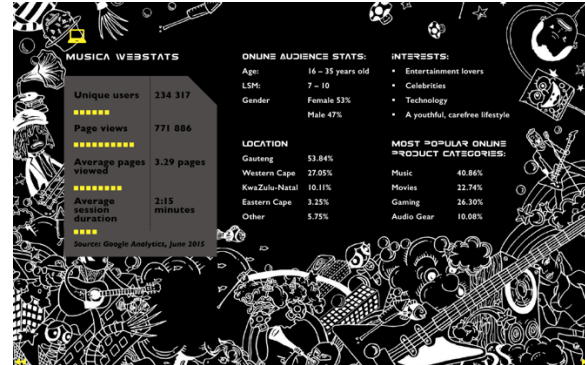 MUSICA WEBSTATS
Unique users 234 317
Page views 771 886
Average pages viewed 3.29 pages
Average session duration 2:15 minutes
Source: Google Analytics, June 2015
ONLINE AUDIENCE STATS:
Age: 16 – 35 years old
LSM: 7 – 10
Gender Female 53%
Male 47%
LOCATION
Gauteng 53.84%
Western Cape 27.05%
KwaZulu-Natal 10.11%
Eastern Cape 3.25%
Other 5.75%
INTERESTS:
▪ Entertainment lovers
▪ Celebrities
▪ Technology
▪ A youthful, carefree lifestyle
MOST POPULAR ONLINE
PRODUCT CATEGORIES:
Music 40.86%
Movies 22.74%
Gaming 26.30%
Audio Gear 10.08%